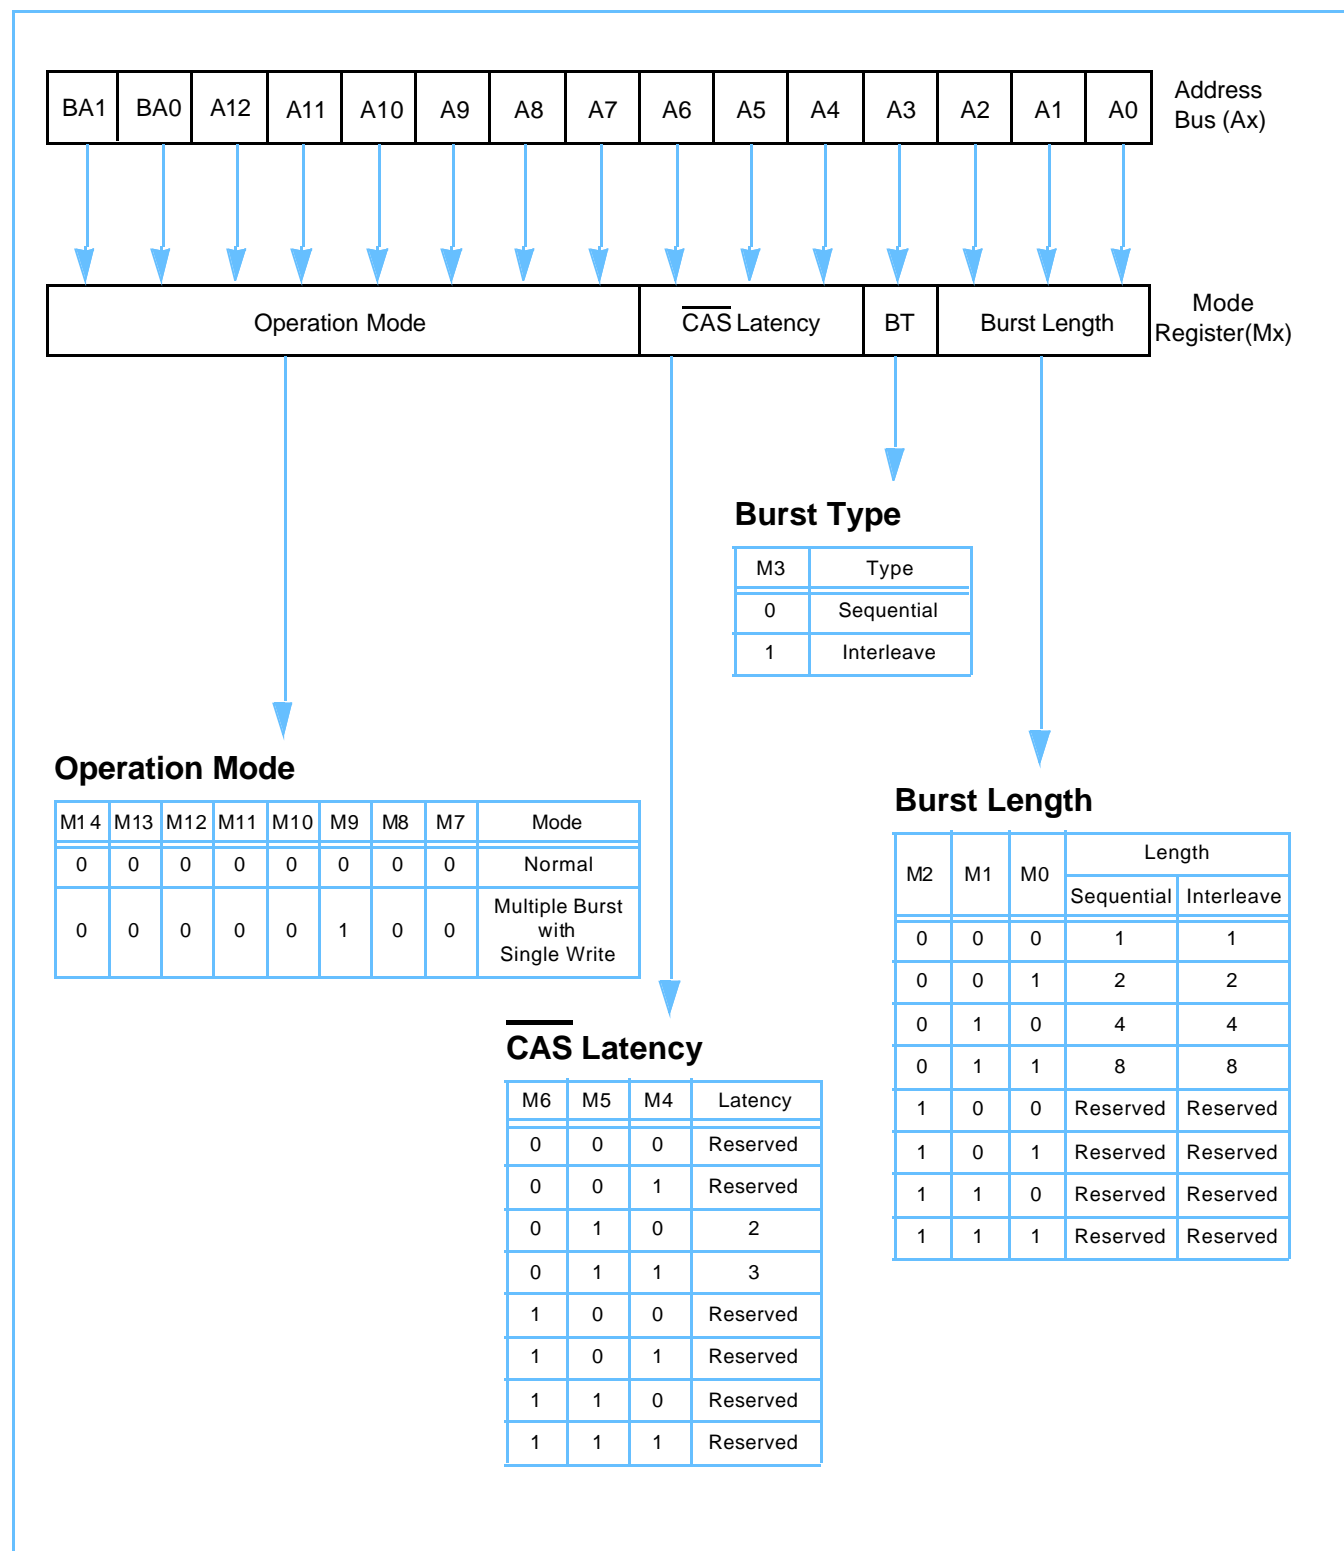 BA1 BA0 A12 A11 A10 A9 A8 A7 A6 A5 A4 A3 A2 A1 A0
Address
Bus (Ax)
Operation Mode CAS Latency BT Burst Length
Mode
Register(Mx)
Burst Type
M3 Type
0 Sequential
1 Interleave
Operation Mode
M14 M13 M12 M11 M10 M9 M8 M7 Mode
0 0 0 0 0 0 0 0 Normal
0 0 0 0 0 1 0 0 Multiple Burst
with
Single Write
Burst Length
M2 M1 M0 Length
Sequential Interleave
0 0 0 1 1
0 0 1 2 2
0 1 0 4 4
0 1 1 8 8
1 0 0 Reserved Reserved
1 0 1 Reserved Reserved
1 1 0 Reserved Reserved
1 1 1 Reserved Reserved
CAS Latency
M6 M5 M4 Latency
0 0 0 Reserved
0 0 1 Reserved
0 1 0 2
0 1 1 3
1 0 0 Reserved
1 0 1 Reserved
1 1 0 Reserved
1 1 1 Reserved